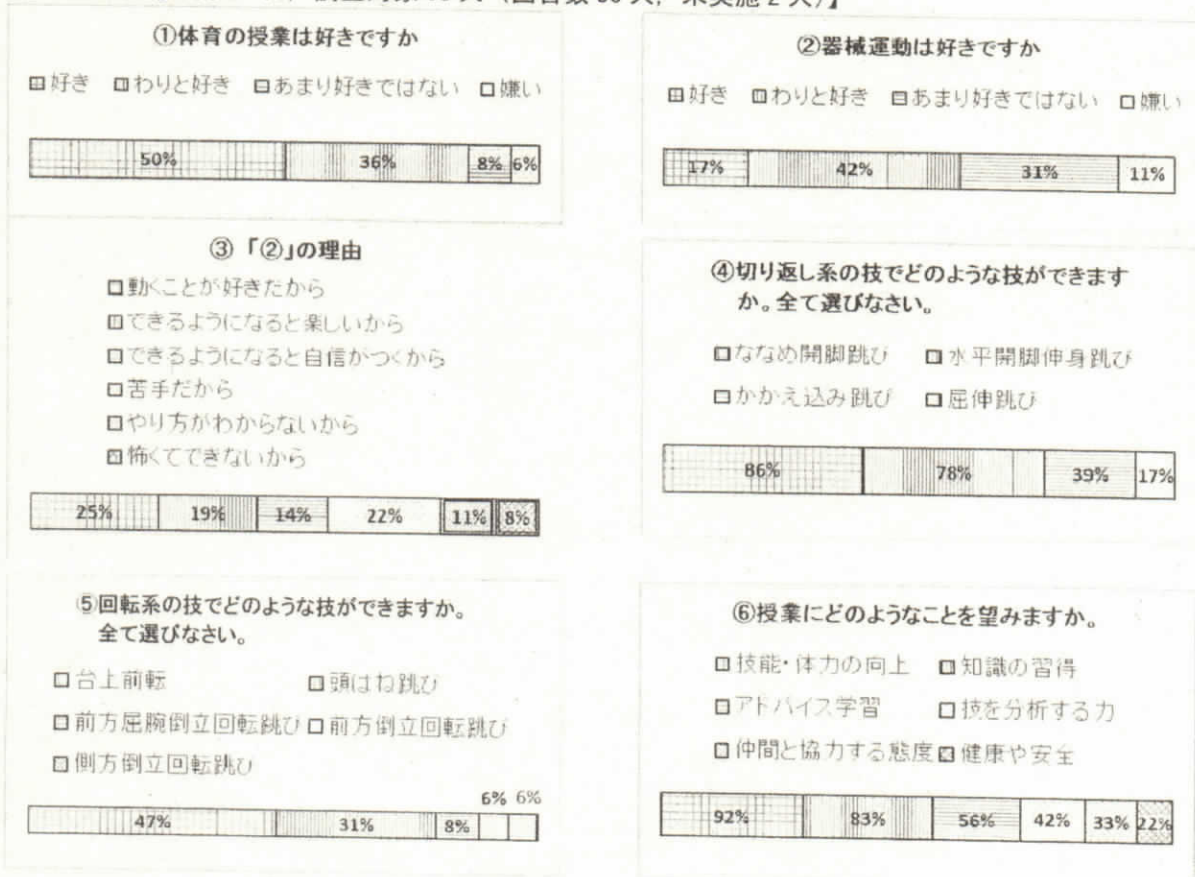 (回答数36人, 未実施2人)】
①体育の授業は好きですか
好き わりと好き あまり好きではない 嫌い
50% 36% 8% 6%
②器械運動は好きですか
好き わりと好き あまり好きではない 嫌い
17% 42% 31% 11%
③「②」の理由
動くことが好きだから
できるようになると楽しいから
できるようになると自信がつくから
苦手だから
やり方がわからないから
怖くてできないから
25% 19% 14% 22% 11% 8%
④切り返し系の技でどのような技ができます
か。全て選びなさい。
ななめ開脚跳び 水平開脚伸身跳び
かかえ込み跳び 屈伸跳び
86% 78% 39% 17%
⑤回転系の技でどのような技ができますか。
全て選びなさい。
台上前転 頭はね跳び
前方屈腕倒立回転跳び 前方倒立回転跳び
側方倒立回転跳び
6% 6%
47% 31% 8%
⑥授業にどのようなことを望みますか。
技能・体力の向上 知識の習得
アドバイス学習 技を分析する力
仲間と協力する態度 健康や安全
92% 83% 56% 42% 33% 22%